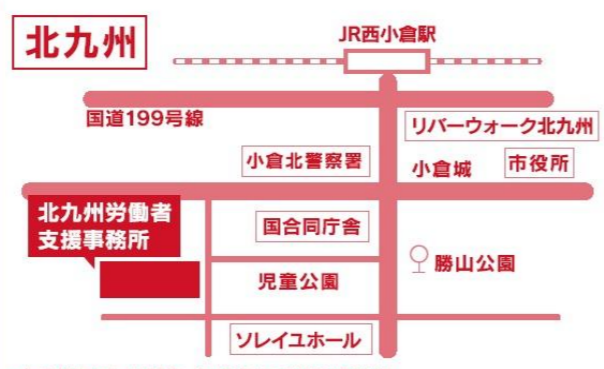 北九州
JR西小倉駅
国道199号線
リバーウォーク北九州
小倉北警察署
小倉城
市役所
北九州労働者
支援事務所
国合同庁舎
勝山公園
児童公園
ソレイユホール